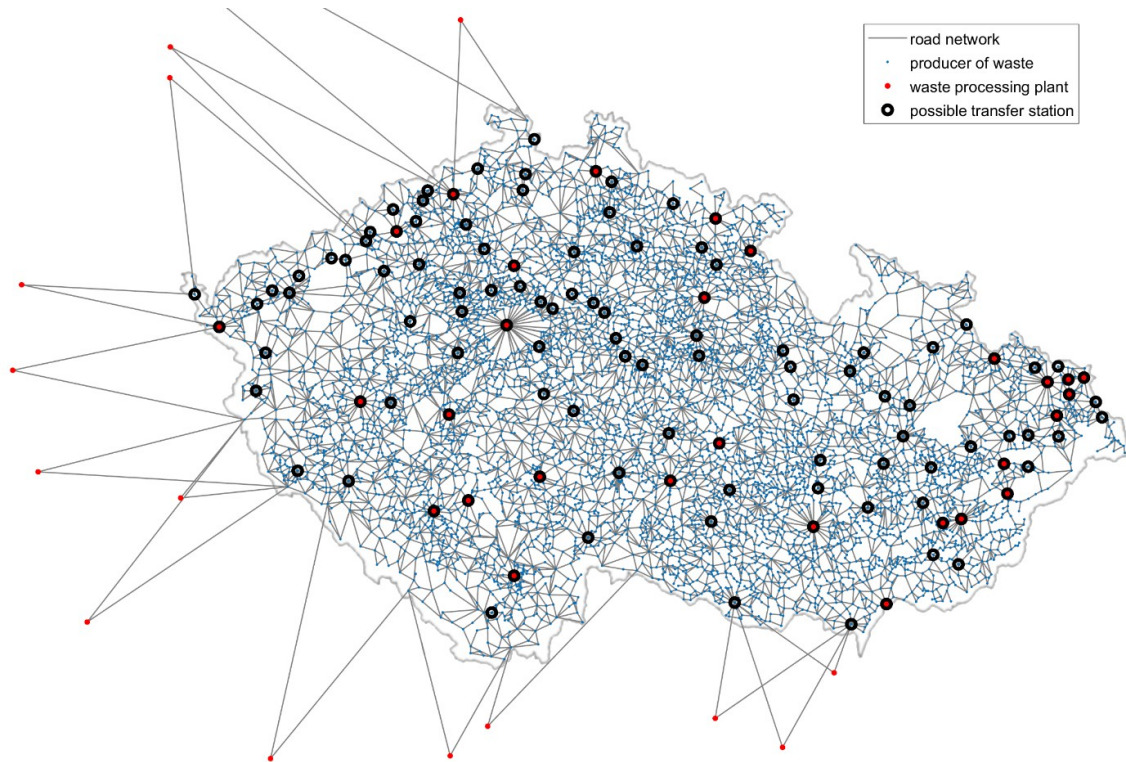 road network
producer of waste
waste processing plant
possible transfer station